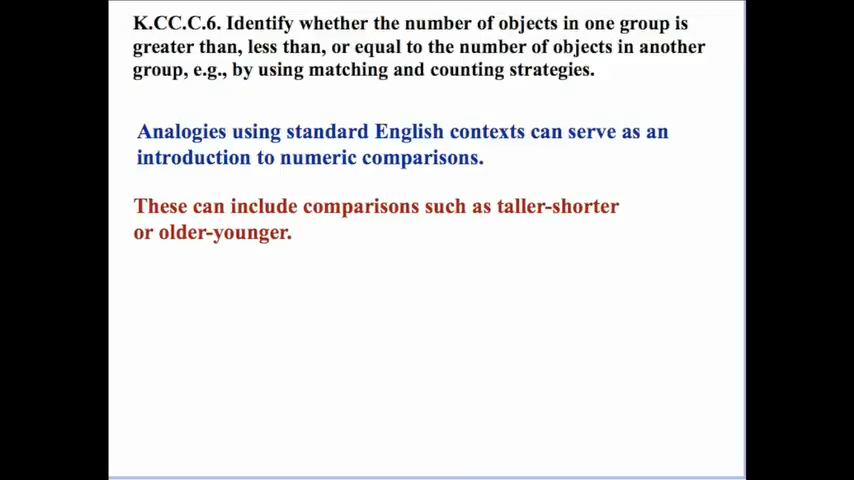 K.CC.C.6. Identify whether the number of objects in one group is
greater than, less than, or equal to the number of objects in another
group, e.g., by using matching and counting strategies.
Analogies using standard English contexts can serve as an
introduction to numeric comparisons.
These can include comparisons such as taller-shorter
or older-younger.